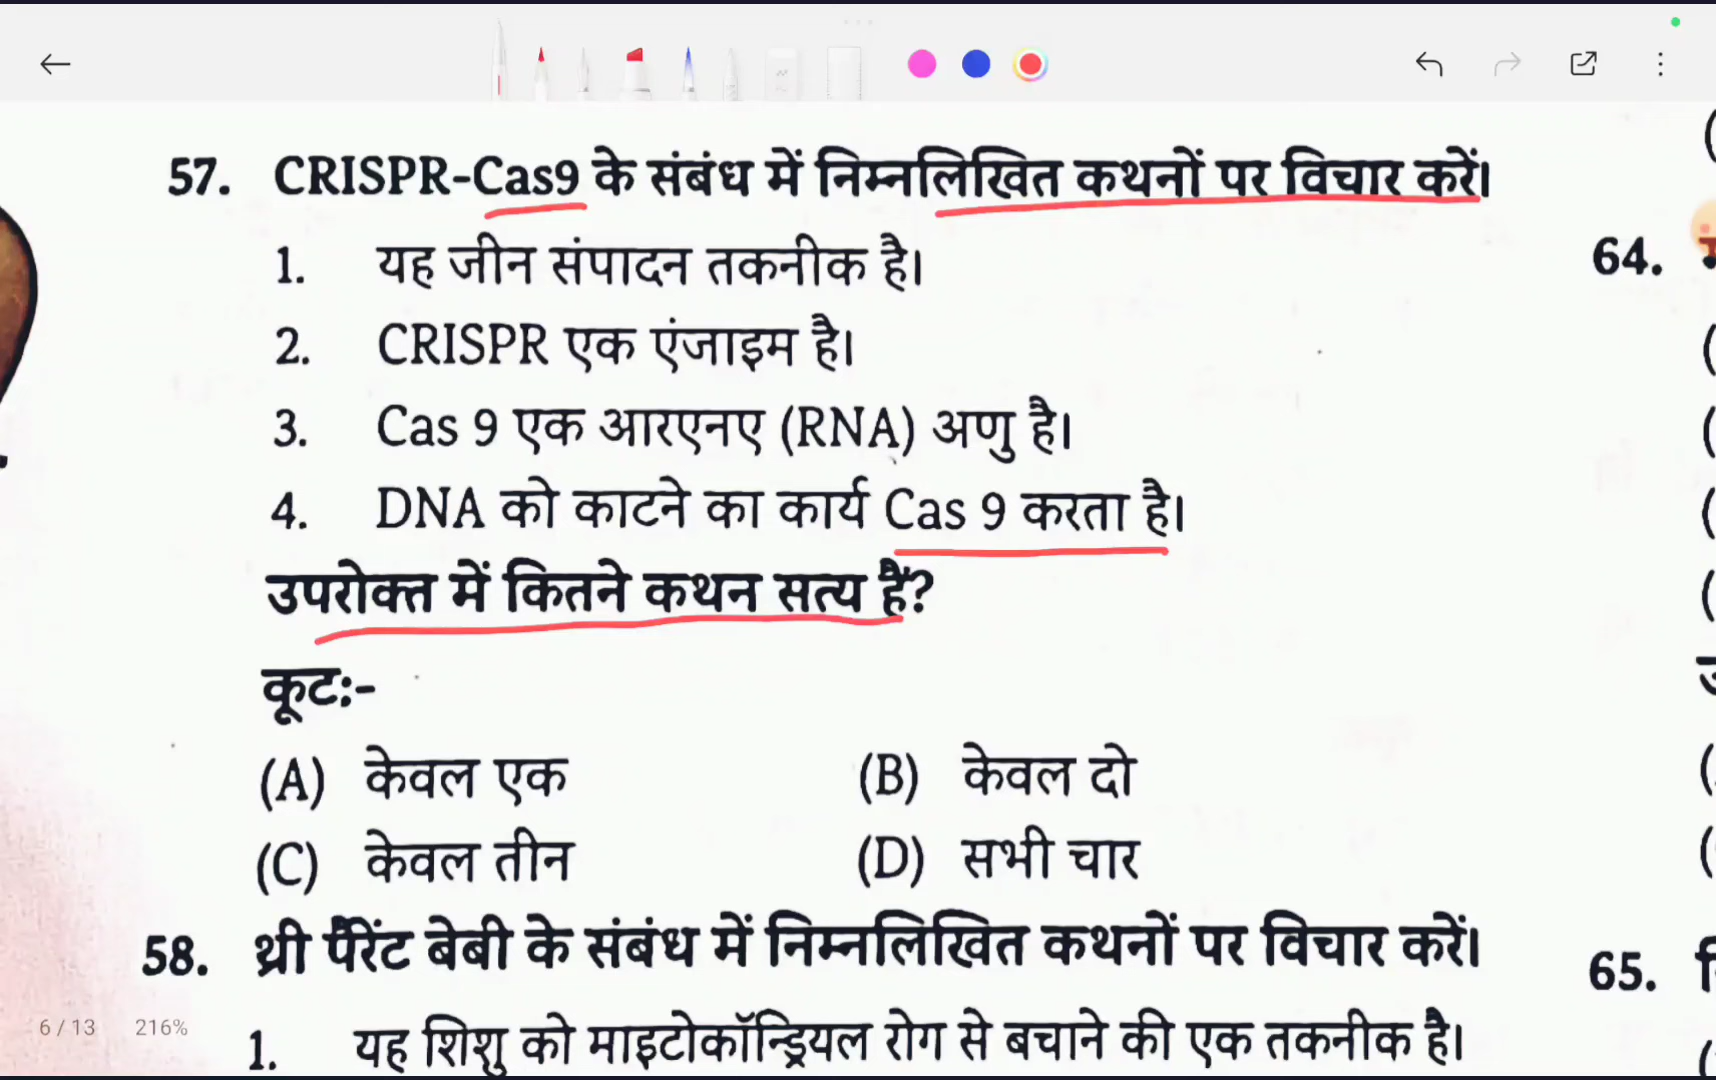 57. CRISPR-Cas9 के संबंध में निम्नलिखित कथनों पर विचार करें।
1. यह जीन संपादन तकनीक है।
64.
2. CRISPR एक एंजाइम है।
3. Cas 9 एक आरएनए (RNA) अणु है।
4. DNA को काटने का कार्य Cas 9 करता है।
उपरोक्त में कितने कथन सत्य हैं?
कूटः-
(A) केवल एक (B) केवल दो
(C) केवल तीन (D) सभी चार
58. थ्री पैरेंट बेबी के संबंध में निम्नलिखित कथनों पर विचार करें।
65.
6 / 13 216%
1. यह शिशु को माइटोकॉन्ड्रियल रोग से बचाने की एक तकनीक है।